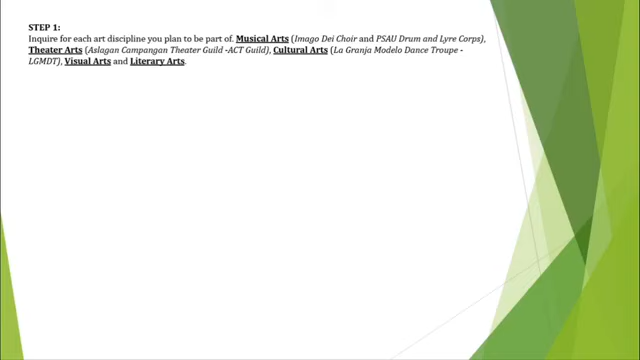 STEP 1:
Inquire for each art discipline you plan to be part of. Musical Arts (Imago Dei Choir and PSAU Drum and Lyre Corps),
Theater Arts (Aslagan Campangan Theater Guild -ACT Guild), Cultural Arts (La Granja Modelo Dance Troupe -
LGMDT), Visual Arts and Literary Arts.